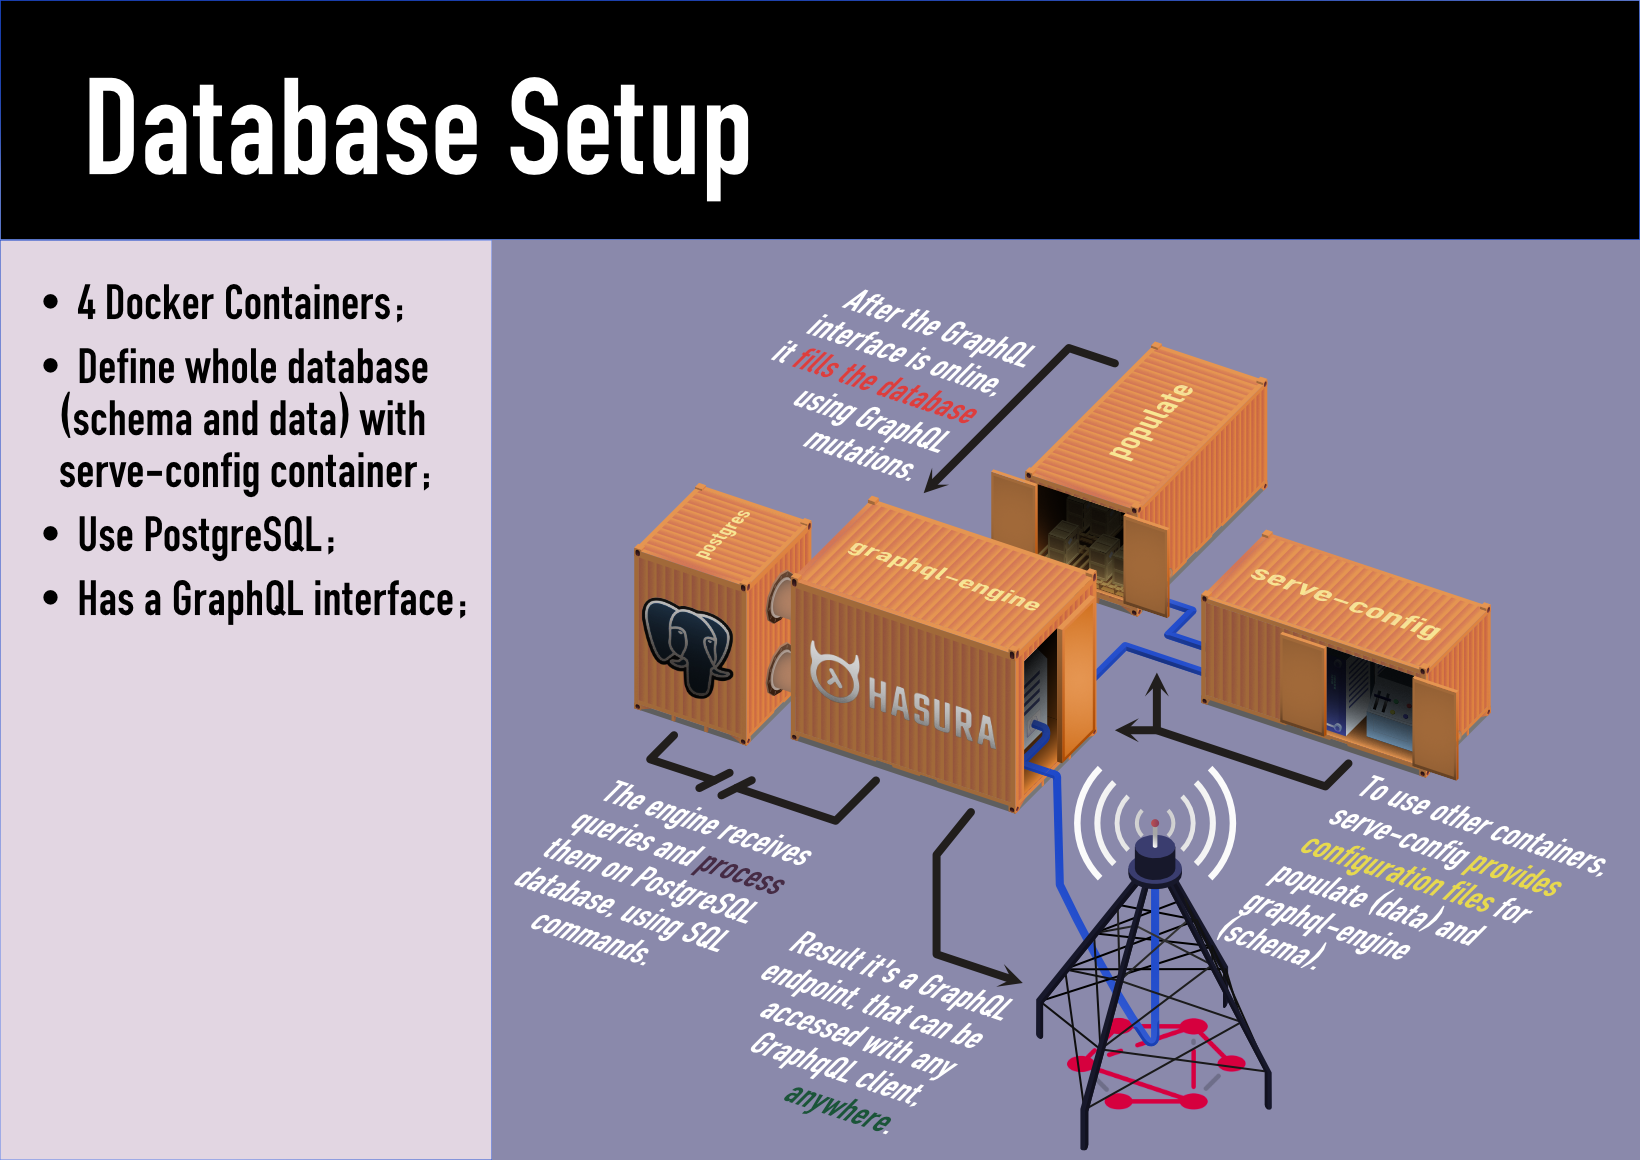 Database Setup
• 4 Docker Containers;
• Define whole database
(schema and data) with
serve-config container;
• Use PostgreSQL;
• Has a GraphQL interface;
After the GraphQL
interface is online,
it fills the database
using GraphQL
mutations.
populate
postgres
graphql-engine
serve-config
HASURA
The engine receives
queries and process
them on PostgreSQL
database, using SQL
commands.
To use other containers,
serve-config provides
configuration files for
populate (data) and
graphql-engine
(schema).
Result it's a GraphQL
endpoint, that can be
accessed with any
GraphqQL client,
anywhere.